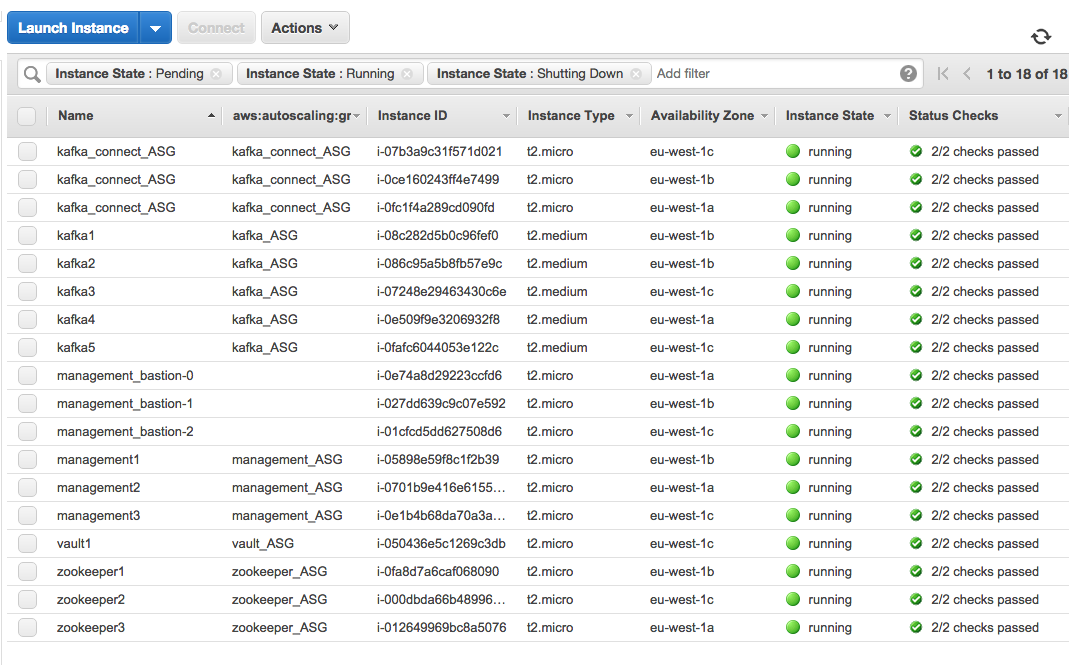 Launch Instance Connect Actions
Instance State : Pending Instance State : Running Instance State : Shutting Down Add filter ? 1 to 18 of 18
Name aws:autoscaling:gr Instance ID Instance Type Availability Zone Instance State Status Checks
kafka_connect_ASG kafka_connect_ASG i-07b3a9c31f571d021 t2.micro eu-west-1c running 2/2 checks passed
kafka_connect_ASG kafka_connect_ASG i-0ce160243ff4e7499 t2.micro eu-west-1b running 2/2 checks passed
kafka_connect_ASG kafka_connect_ASG i-0fc1f4a289cd090fd t2.micro eu-west-1a running 2/2 checks passed
kafka1 kafka_ASG i-08c282d5b0c96fef0 t2.medium eu-west-1b running 2/2 checks passed
kafka2 kafka_ASG i-086c95a5b8fb57e9c t2.medium eu-west-1b running 2/2 checks passed
kafka3 kafka_ASG i-07248e29463430c6e t2.medium eu-west-1c running 2/2 checks passed
kafka4 kafka_ASG i-0e509f9e3206932f8 t2.medium eu-west-1a running 2/2 checks passed
kafka5 kafka_ASG i-0fafc6044053e122c t2.medium eu-west-1c running 2/2 checks passed
management_bastion-0 i-0e74a8d29223ccfd6 t2.micro eu-west-1a running 2/2 checks passed
management_bastion-1 i-027dd639c9c07e592 t2.micro eu-west-1b running 2/2 checks passed
management_bastion-2 i-01cfcd5dd627508d6 t2.micro eu-west-1c running 2/2 checks passed
management1 management_ASG i-05898e59f8c1f2b39 t2.micro eu-west-1b running 2/2 checks passed
management2 management_ASG i-0701b9e416e6155… t2.micro eu-west-1a running 2/2 checks passed
management3 management_ASG i-0e1b4b68da70a3a… t2.micro eu-west-1c running 2/2 checks passed
vault1 vault_ASG i-050436e5c1269c3db t2.micro eu-west-1c running 2/2 checks passed
zookeeper1 zookeeper_ASG i-0fa8d7a6caf068090 t2.micro eu-west-1b running 2/2 checks passed
zookeeper2 zookeeper_ASG i-000dbda66b48996… t2.micro eu-west-1c running 2/2 checks passed
zookeeper3 zookeeper_ASG i-012649969bc8a5076 t2.micro eu-west-1a running 2/2 checks passed